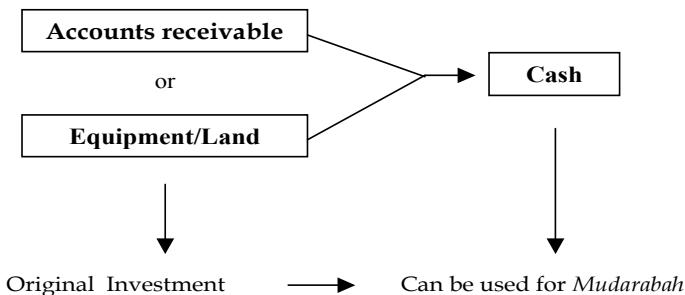 Accounts receivable
or
Cash
Equipment/Land
Original Investment
Can be used for Mudarabah